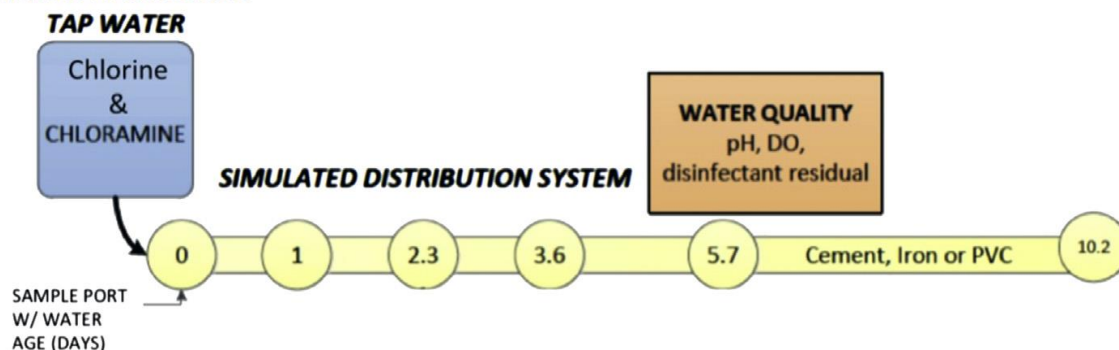 TAP WATER
Chlorine
&
CHLORAMINE
WATER QUALITY
pH, DO,
disinfectant residual
SIMULATED DISTRIBUTION SYSTEM
0
1
2.3
3.6
5.7
Cement, Iron or PVC
10.2
SAMPLE PORT
W/ WATER
AGE (DAYS)